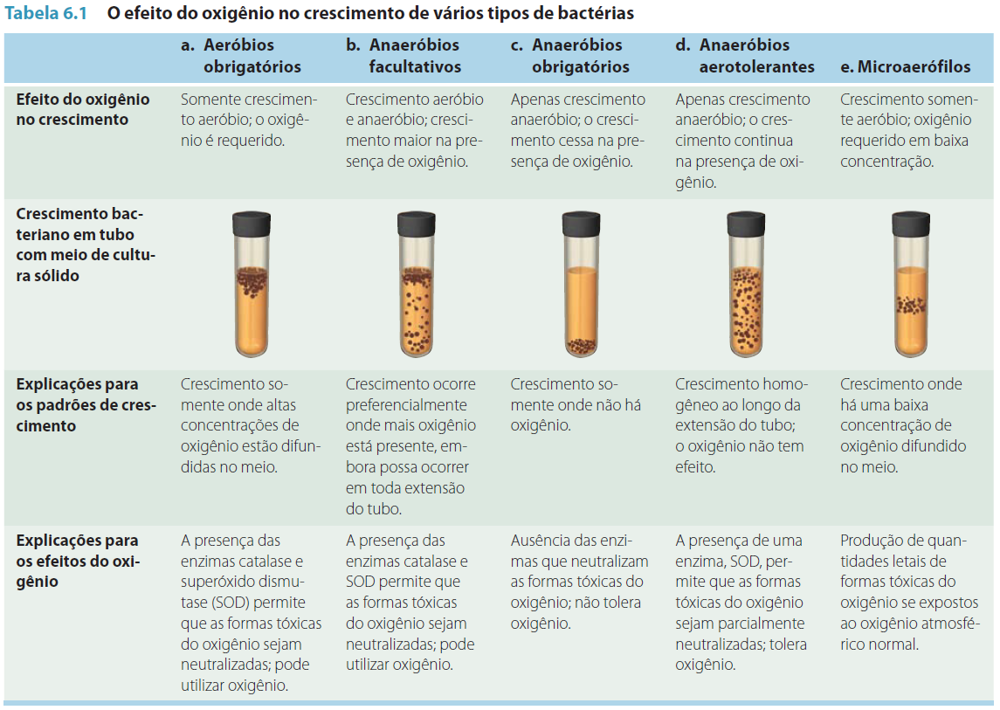 Tabela 6.1 O efeito do oxigênio no crescimento de vários tipos de bactérias
a. Aeróbios
obrigatórios
b. Anaeróbios
facultativos
c. Anaeróbios
obrigatórios
d. Anaeróbios
aerotolerantes
e. Microaerófilos
Efeito do oxigênio
no crescimento
Somente crescimen-
to aeróbio; o oxigê-
nio é requerido.
Crescimento aeróbio
e anaeróbio; cresci-
mento maior na pre-
sença de oxigênio.
Apenas crescimento
anaeróbio; o cresci-
mento cessa na pre-
sença de oxigênio.
Apenas crescimento
anaeróbio; o cres-
cimento continua
na presença de oxi-
gênio.
Crescimento somen-
te aeróbio; oxigênio
requerido em baixa
concentração.
Crescimento bac-
teriano em tubo
com meio de cultu-
ra sólido
Explicações para
os padrões de cres-
cimento
Crescimento so-
mente onde altas
concentrações de
oxigênio estão difun-
didas no meio.
Crescimento ocorre
preferencialmente
onde mais oxigênio
está presente, em-
bora possa ocorrer
em toda extensão
do tubo.
Crescimento so-
mente onde não há
oxigênio.
Crescimento homo-
gêneo ao longo da
extensão do tubo;
o oxigênio não tem
efeito.
Crescimento onde
há uma baixa
concentração de
oxigênio difundido
no meio.
Explicações para
os efeitos do oxi-
gênio
A presença das
enzimas catalase e
superóxido dismu-
tase (SOD) permite
que as formas tóxicas
do oxigênio sejam
neutralizadas; pode
utilizar oxigênio.
A presença das
enzimas catalase e
SOD permite que
as formas tóxicas
do oxigênio sejam
neutralizadas; pode
utilizar oxigênio.
Ausência das enzi-
mas que neutralizam
as formas tóxicas do
oxigênio; não tolera
oxigênio.
A presença de uma
enzima, SOD, per-
mite que as formas
tóxicas do oxigênio
sejam parcialmente
neutralizadas; tolera
oxigênio.
Produção de quan-
tidades letais de
formas tóxicas do
oxigênio se expostos
ao oxigênio atmosfé-
rico normal.